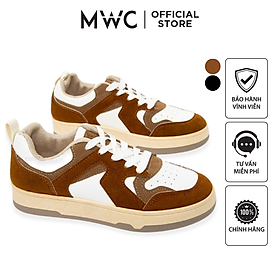 MWC
OFFICIAL
STORE
BẢO HÀNH
VĨNH VIỄN
TƯ VẤN
MIỄN PHÍ
100%
CHÍNH HÃNG